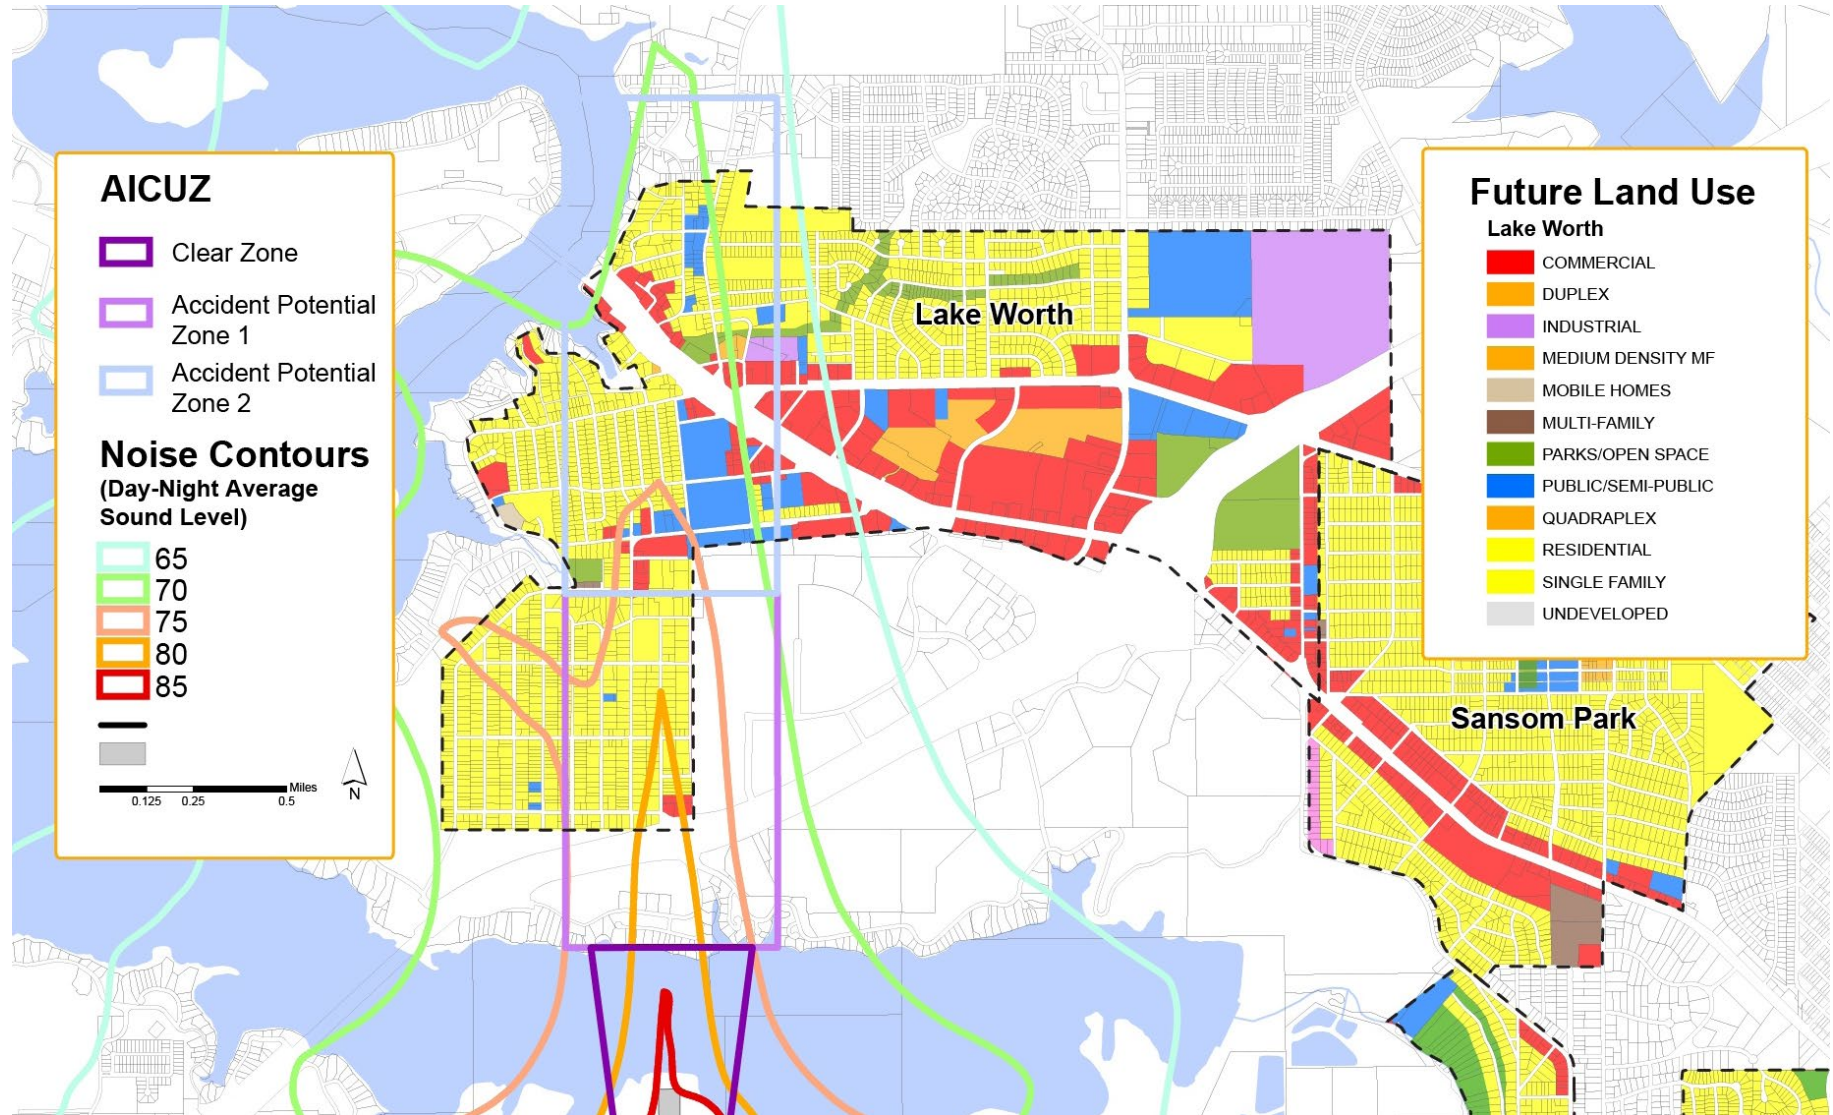 AICUZ
Clear Zone
Accident Potential
Zone 1
Accident Potential
Zone 2
Noise Contours
(Day-Night Average
Sound Level)
65
70
75
80
85
Miles
0.125
0.25
0.5
N
Lake Worth
Sansom Park
Future Land Use
Lake Worth
COMMERCIAL
DUPLEX
INDUSTRIAL
MEDIUM DENSITY MF
MOBILE HOMES
MULTI-FAMILY
PARKS/OPEN SPACE
PUBLIC/SEMI-PUBLIC
QUADRAPLEX
RESIDENTIAL
SINGLE FAMILY
UNDEVELOPED